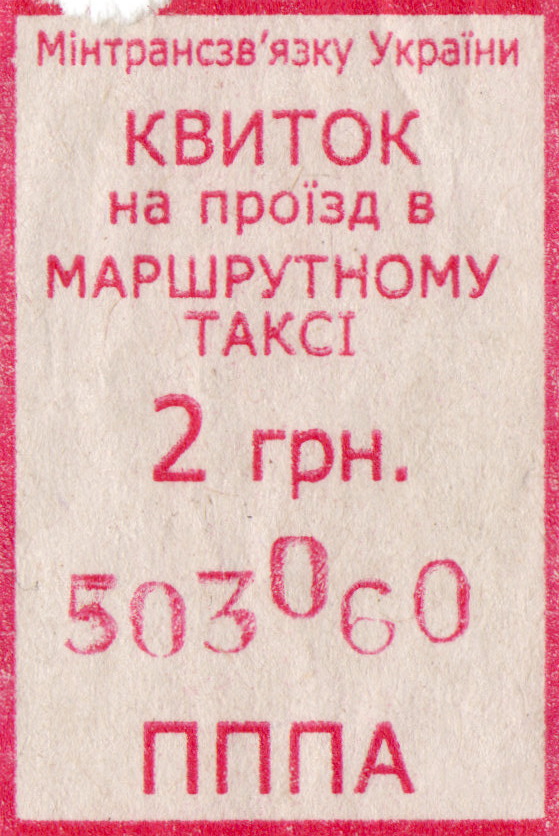 Мінтрансзв'язку України
КВИТОК
на проїзд в
МАРШРУТНОМУ
ТАКСІ
2 грн.
503060
ПППА